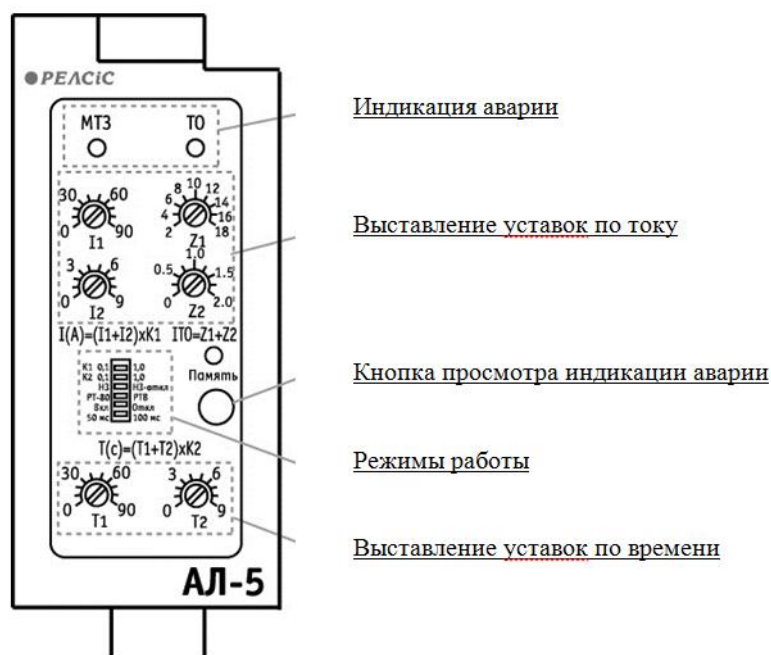 РЕЛСіС
МТЗ ТО
Индикация аварии
30 60
0 90
I1
2 4 6 8 10 12 14 16 18
Z1
Выставление уставок по току
3 6
0 9
I2
0 0.5 1.0 1.5 2.0
Z2
I(A)=(I1+I2)xK1 IТО=Z1+Z2
К1 0,1 1,0
К2 0,1 1,0
НЗ НЗ-откл
РТ-80 РТВ
Вкл Откл
50 мс 100 мс
Память
Кнопка просмотра индикации аварии
Режимы работы
T(c)=(T1+T2)xK2
30 60
0 90
T1
3 6
0 9
T2
Выставление уставок по времени
АЛ-5